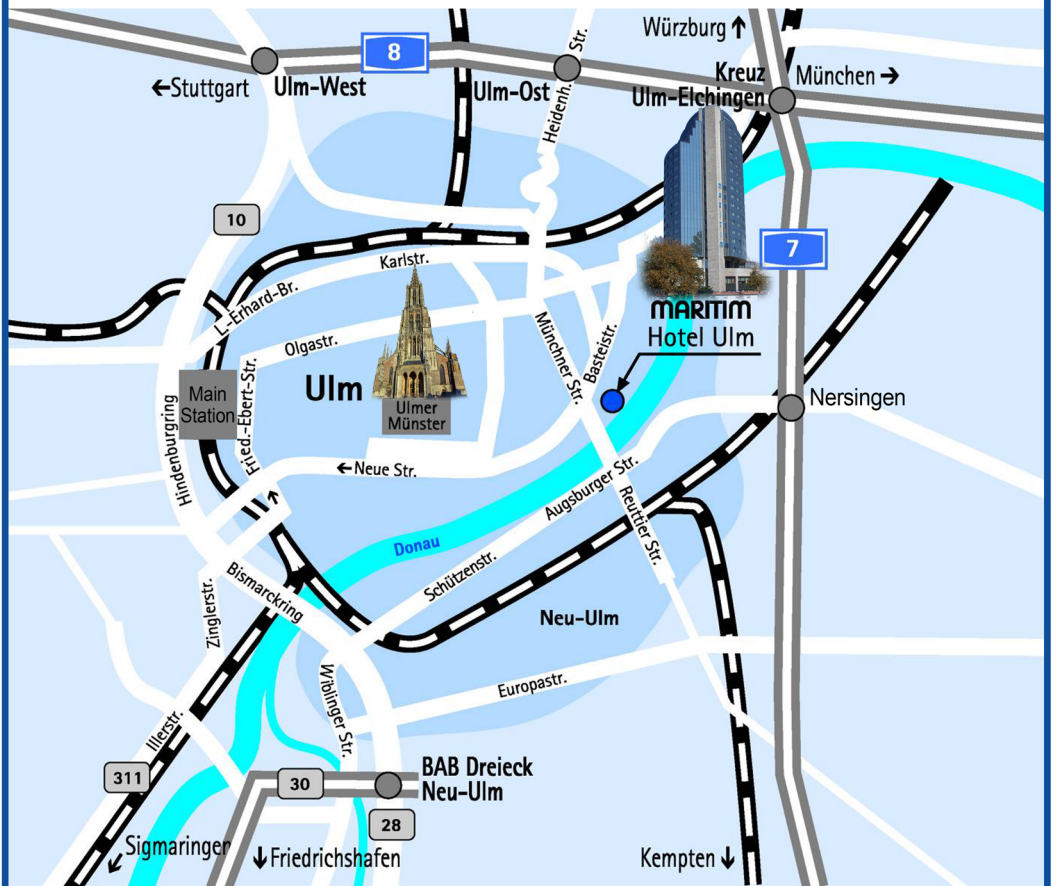 Würzburg ↑
8
Heidenh. Str.
←Stuttgart
Ulm-West
Ulm-Ost
Kreuz
Ulm-Elchingen
München →
10
7
Karlstr.
L.-Erhard-Br.
Olgastr.
MARITIM
Hotel Ulm
Münchner Str.
Basteistr.
Ulm
Main
Station
Ulmer
Münster
Nersingen
Fried.-Ebert-Str.
Hindenburgring
←Neue Str.
Augsburger Str.
Reuttier Str.
Donau
Schützenstr.
Bismarckring
Zinglerstr.
Neu-Ulm
Wiblinger Str.
Europastr.
Illerstr.
311
30
BAB Dreieck
Neu-Ulm
28
Sigmaringen
↓Friedrichshafen
Kempten ↓